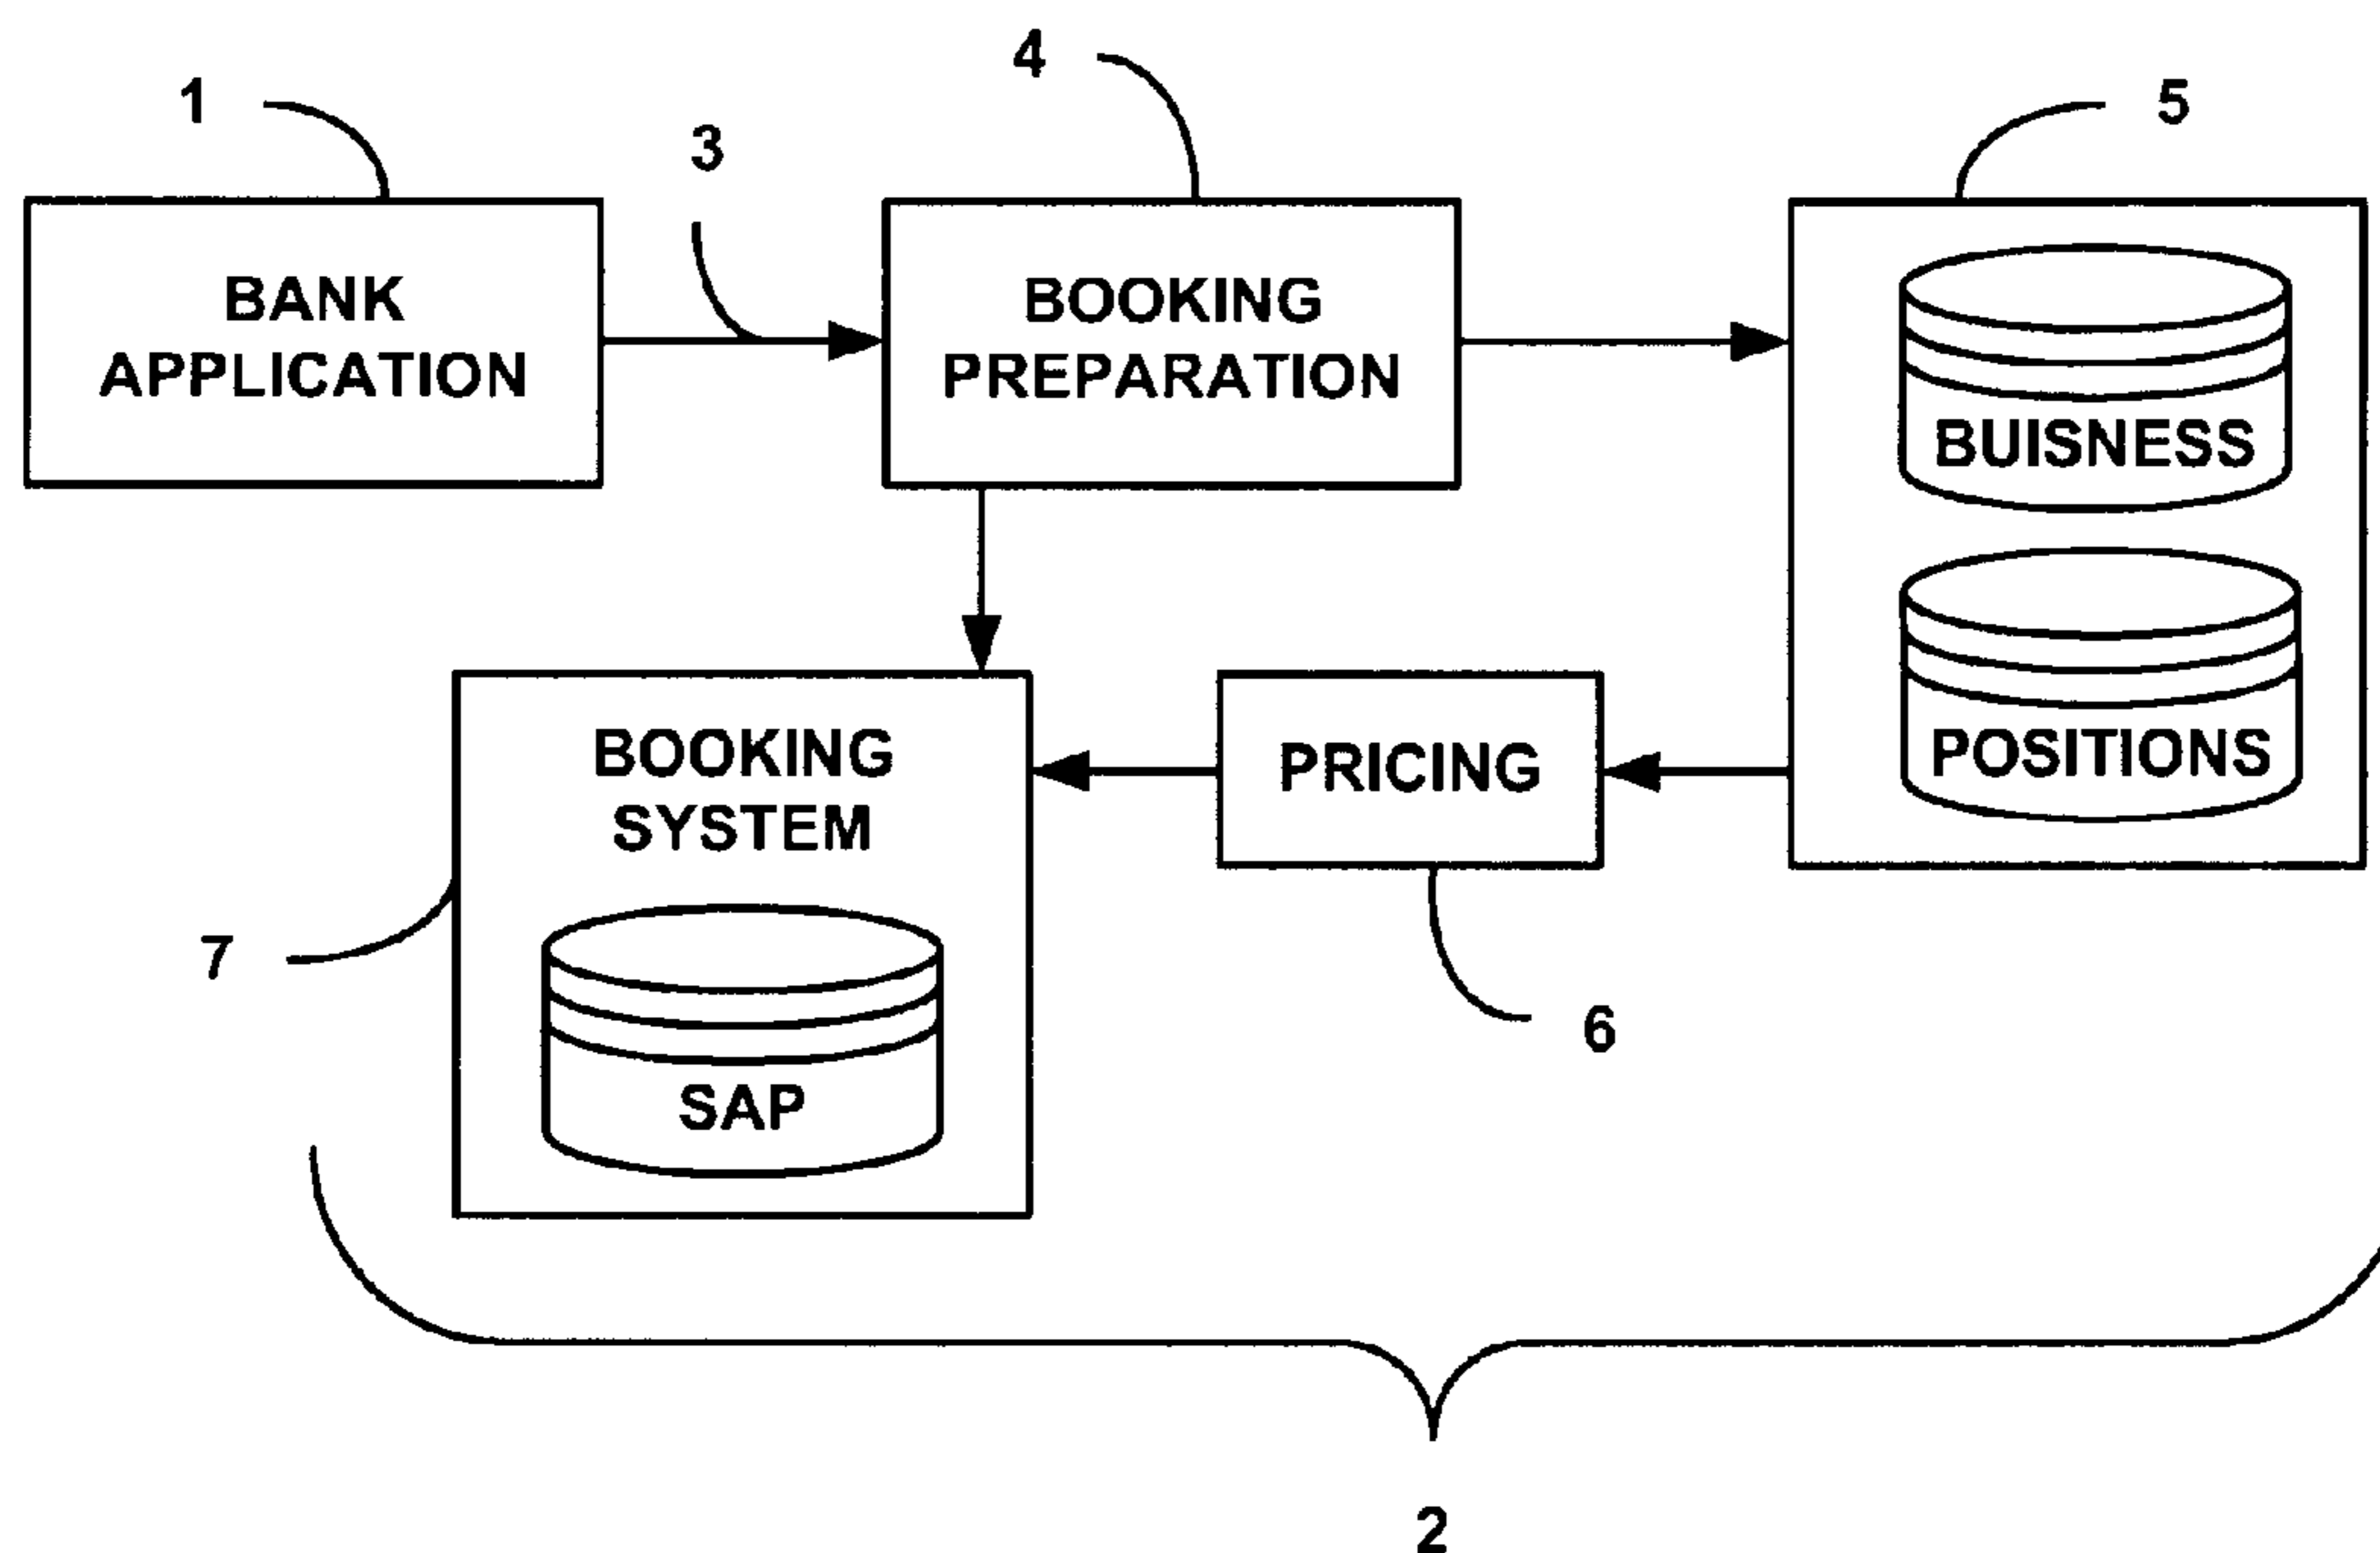 4
1
5
3
BANK
APPLICATION
BOOKING
PREPARATION
BUISNESS
POSITIONS
BOOKING
SYSTEM
PRICING
7
6
SAP
2